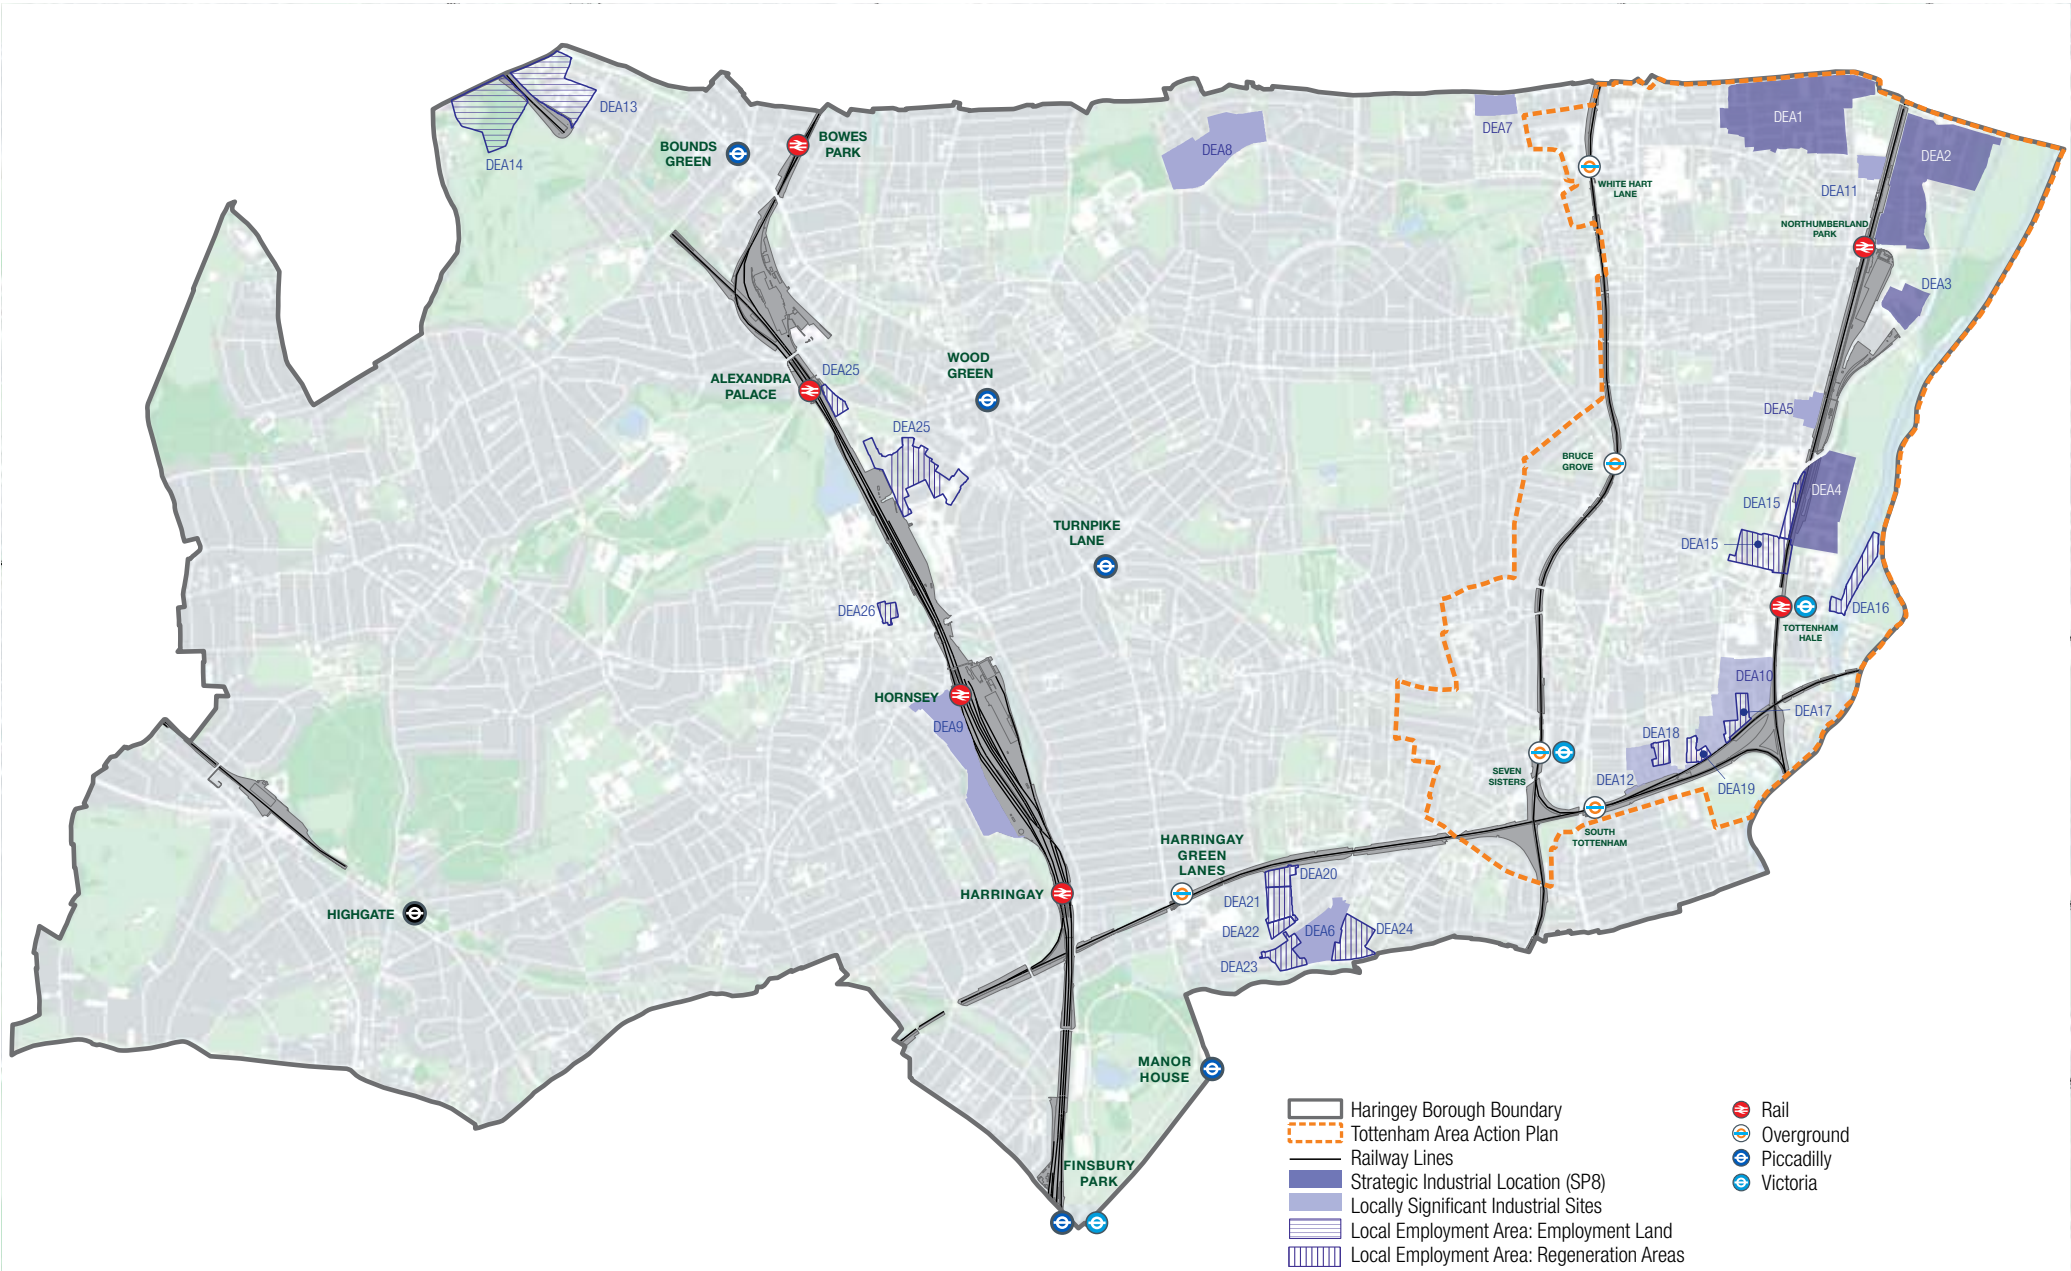 DEA13
DEA14
BOUNDS
GREEN
BOWES
PARK
DEA8
DEA7
WHITE HART
LANE
DEA1
DEA2
DEA11
NORTHUMBERLAND
PARK
DEA3
ALEXANDRA
PALACE
DEA25
WOOD
GREEN
DEA25
DEA5
BRUCE
GROVE
DEA4
DEA15
DEA15
TURNPIKE
LANE
DEA26
DEA16
TOTTENHAM
HALE
HORNSEY
DEA9
DEA10
DEA17
DEA18
DEA12
DEA19
SEVEN
SISTERS
SOUTH
TOTTENHAM
HARRINGAY
GREEN
LANES
HARRINGAY
HIGHGATE
DEA20
DEA21
DEA22
DEA6
DEA24
DEA23
MANOR
HOUSE
FINSBURY
PARK
Haringey Borough Boundary
Tottenham Area Action Plan
Railway Lines
Strategic Industrial Location (SP8)
Locally Significant Industrial Sites
Local Employment Area: Employment Land
Local Employment Area: Regeneration Areas
Rail
Overground
Piccadilly
Victoria